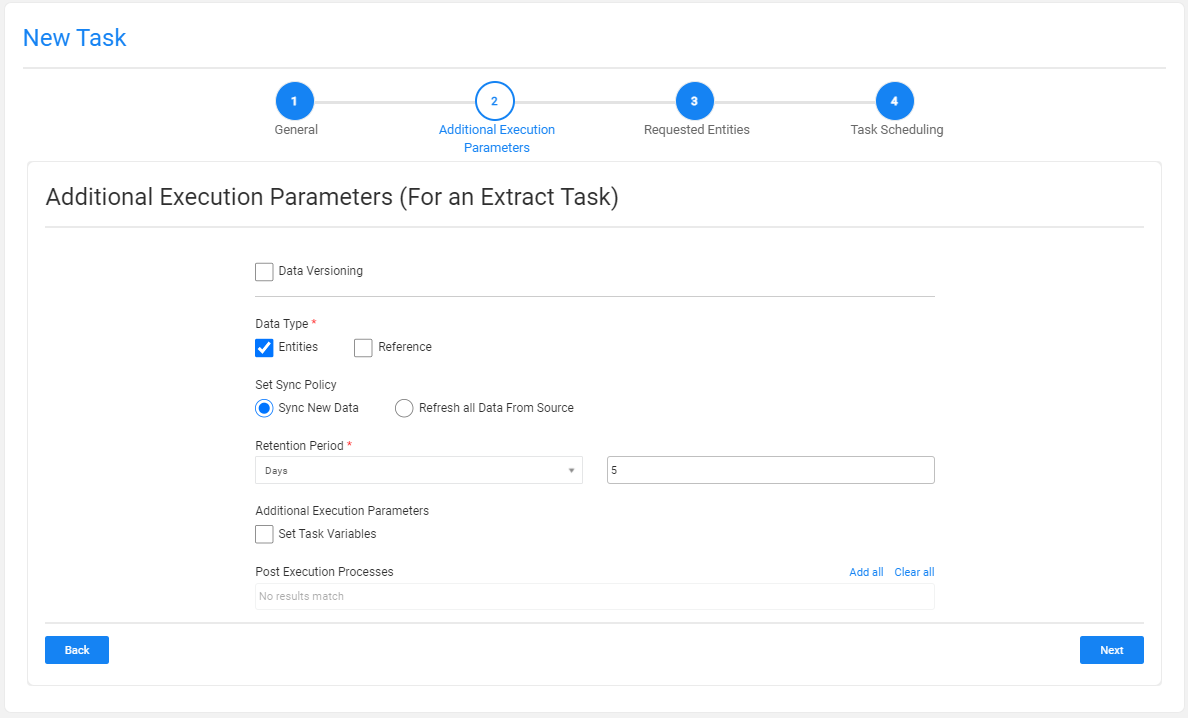 New Task
1
2
3
4
General
Additional Execution
Parameters
Requested Entities
Task Scheduling
Additional Execution Parameters (For an Extract Task)
Data Versioning
Data Type *
Entities
Reference
Set Sync Policy
Sync New Data
Refresh all Data From Source
Retention Period *
Days
5
Additional Execution Parameters
Set Task Variables
Post Execution Processes
Add all
Clear all
No results match
Back
Next